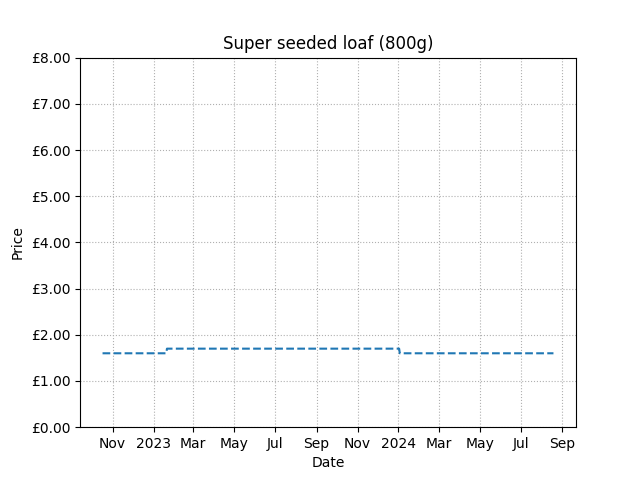 Super seeded loaf (800g)
£8.00
£7.00
£6.00
£5.00
£4.00
£3.00
£2.00
£1.00
£0.00
Price
Nov 2023 Mar May Jul Sep Nov 2024 Mar May Jul Sep
Date